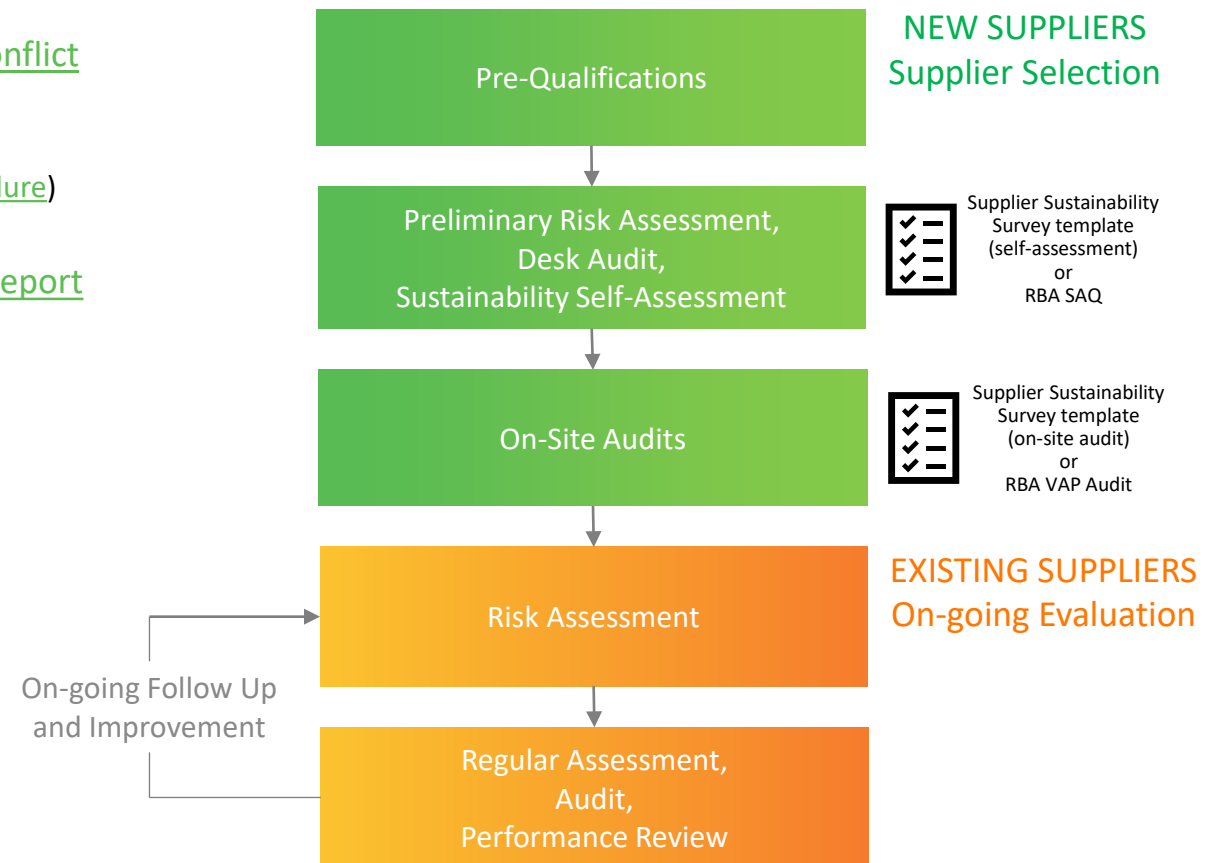 onflict
lure)
eport
Pre-Qualifications
NEW SUPPLIERS
Supplier Selection
Preliminary Risk Assessment,
Desk Audit,
Sustainability Self-Assessment
Supplier Sustainability
Survey template
(self-assessment)
or
RBA SAQ
On-Site Audits
Supplier Sustainability
Survey template
(on-site audit)
or
RBA VAP Audit
Risk Assessment
EXISTING SUPPLIERS
On-going Evaluation
On-going Follow Up
and Improvement
Regular Assessment,
Audit,
Performance Review